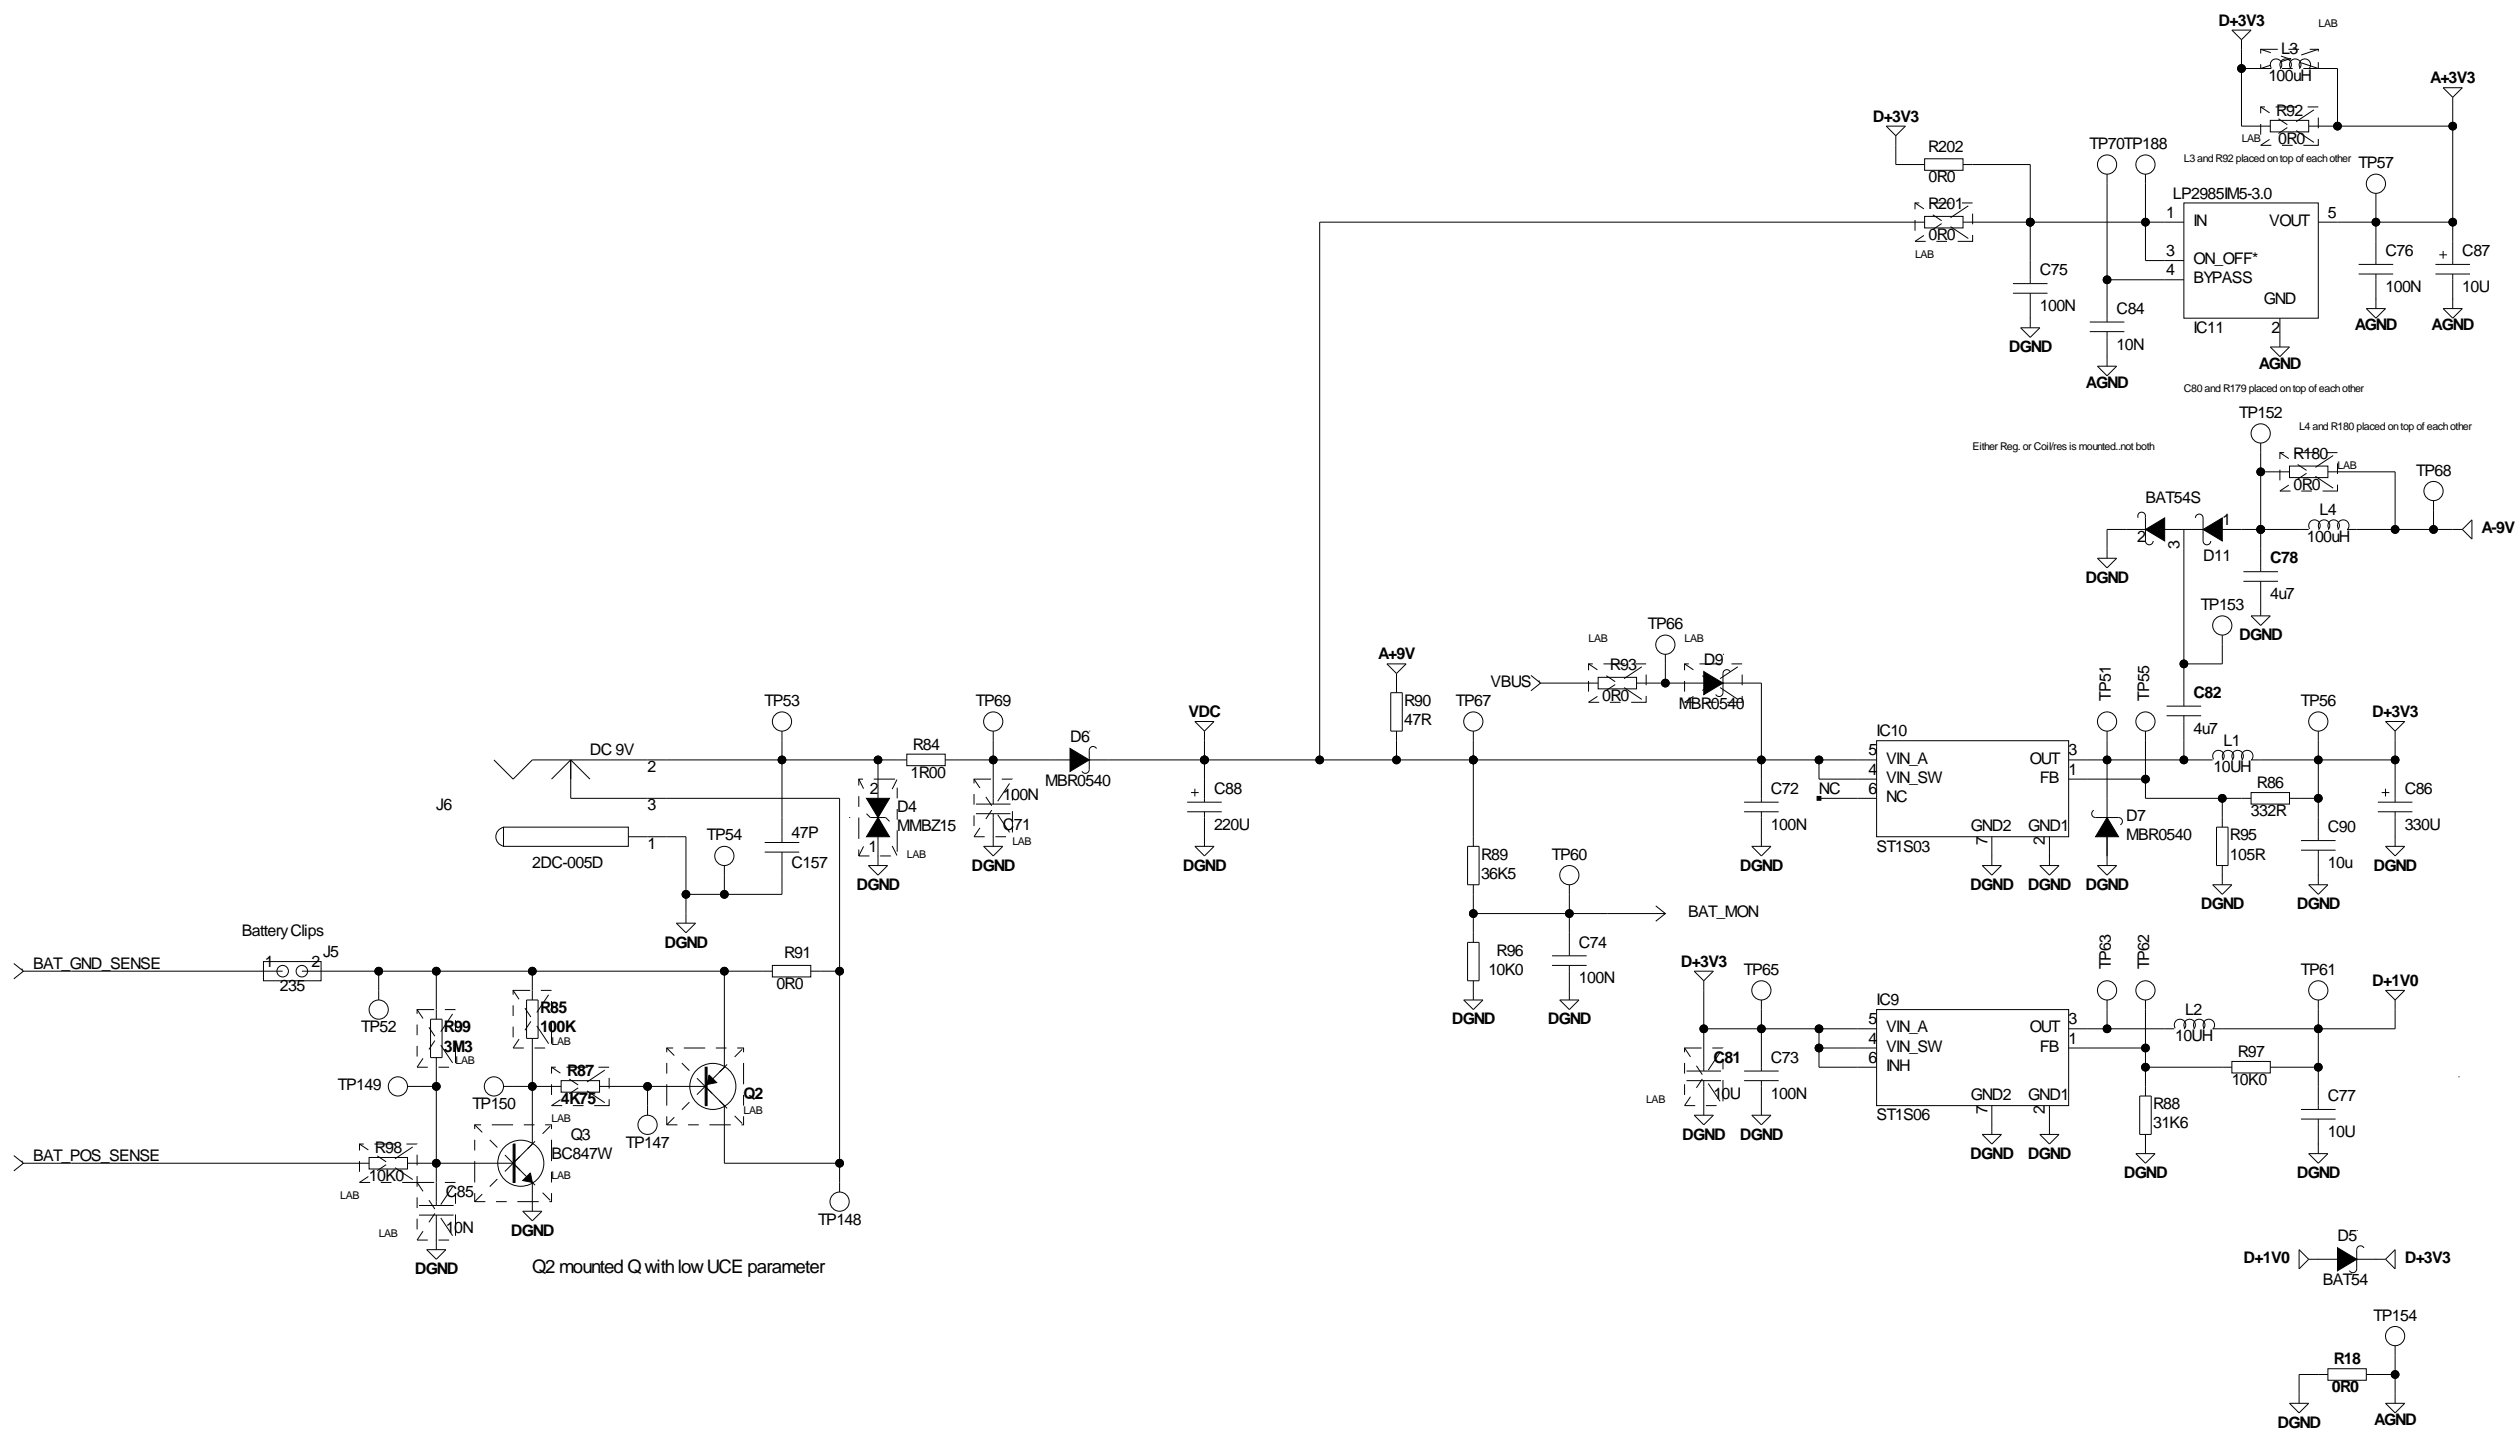 D+3V3
LAB
L3
100uH
A+3V3
R92
0R0
LAB
L3 and R92 placed on top of each other
D+3V3
R202
0R0
R201
0R0
LAB
TP70
TP188
TP57
LP2985IM5-3.0
1
IN
VOUT
5
3
ON_OFF*
4
BYPASS
GND
2
IC11
C75
100N
DGND
C84
10N
AGND
AGND
C76
100N
AGND
C87
+
10U
AGND
C80 and R179 placed on top of each other
TP152
L4 and R180 placed on top of each other
Either Reg. or Coil/res is mounted..not both
R180
LAB
0R0
TP68
BAT54S
2
3
1
D11
L4
100uH
A-9V
DGND
C78
4u7
DGND
TP153
TP66
LAB
LAB
VBUS
R93
0R0
D9
MBR0540
A+9V
R90
47R
TP67
TP51
TP55
C82
4u7
TP56
D+3V3
TP53
TP69
VDC
DC 9V
2
3
1
J6
2DC-005D
TP54
47P
C157
DGND
2
D4
MMBZ15
1
LAB
DGND
R84
1R00
100N
C71
LAB
DGND
D6
MBR0540
+
C88
220U
DGND
C72
100N
DGND
IC10
5
VIN_A
4
VIN_SW
NC
6
NC
OUT
3
FB
1
GND2
GND1
7
2
ST1S03
DGND
DGND
L1
10UH
R86
332R
D7
MBR0540
DGND
R95
105R
DGND
C90
10u
DGND
+
C86
330U
DGND
R89
36K5
TP60
BAT_MON
R96
10K0
DGND
C74
100N
DGND
Battery Clips
BAT_GND_SENSE
1
2
J5
235
TP52
R99
3M3
LAB
R85
100K
LAB
R91
0R0
TP149
TP150
R87
4K75
LAB
TP147
Q2
LAB
BAT_POS_SENSE
R98
10K0
LAB
C85
10N
LAB
DGND
Q3
BC847W
LAB
DGND
TP148
Q2 mounted Q with low UCE parameter
D+3V3
TP65
C81
10U
LAB
DGND
C73
100N
DGND
IC9
5
VIN_A
4
VIN_SW
6
INH
OUT
3
FB
1
GND2
GND1
7
2
ST1S06
DGND
DGND
TP63
TP62
L2
10UH
TP61
D+1V0
R97
10K0
R88
31K6
DGND
C77
10U
DGND
D+1V0
D5
BAT54
D+3V3
TP154
R18
0R0
DGND
AGND